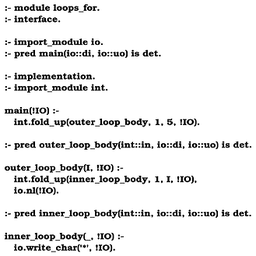 :- module loops_for.
:- interface.
:- import_module io.
:- pred main(io::di, io::uo) is det.
:- implementation.
:- import_module int.
main(!IO) :-
int.fold_up(outer_loop_body, 1, 5, !IO).
:- pred outer_loop_body(int::in, io::di, io::uo) is det.
outer_loop_body(I, !IO) :-
int.fold_up(inner_loop_body, 1, I, !IO),
io.nl(!IO).
:- pred inner_loop_body(int::in, io::di, io::uo) is det.
inner_loop_body(_, !IO) :-
io.write_char('*', !IO).